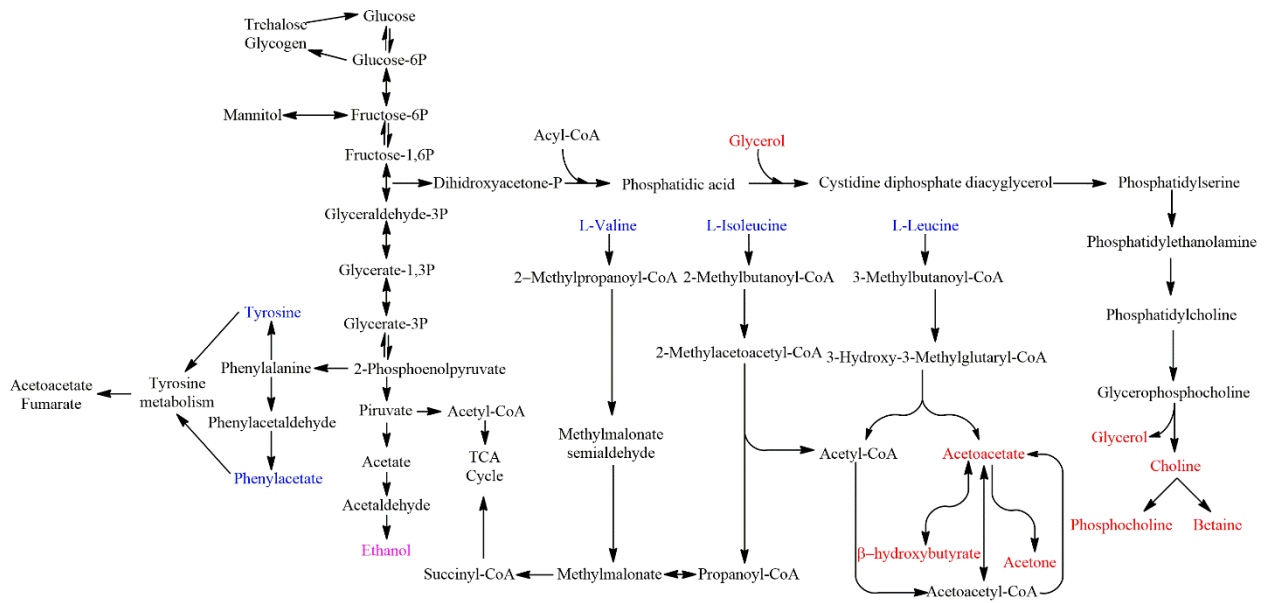 Trehalose
Glycogen
Glucose
Glucose-6P
Mannitol
Fructose-6P
Fructose-1,6P
Acyl-CoA
Glycerol
Dihidroxyacetone-P
Phosphatidic acid
Cystidine diphosphate diacyglycerol
Phosphatidylserine
Glyceraldehyde-3P
L-Valine
L-Isoleucine
L-Leucine
Phosphatidylethanolamine
Glycerate-1,3P
2-Methylpropanoyl-CoA
2-Methylbutanoyl-CoA
3-Methylbutanoyl-CoA
Tyrosine
Glycerate-3P
Phosphatidylcholine
2-Methylacetoacetyl-CoA
3-Hydroxy-3-Methylglutaryl-CoA
Phenylalanine
2-Phosphoenolpyruvate
Acetoacetate
Fumarate
Tyrosine
metabolism
Glycerophosphocholine
Piruvate
Acetyl-CoA
Phenylacetaldehyde
Methylmalonate
semialdehyde
Glycerol
Acetate
TCA
Cycle
Acetyl-CoA
Acetoacetate
Choline
Phenylacetate
Acetaldehyde
Phosphocholine
Betaine
Ethanol
β-hydroxybutyrate
Acetone
Succinyl-CoA
Methylmalonate
Propanoyl-CoA
Acetoacetyl-CoA